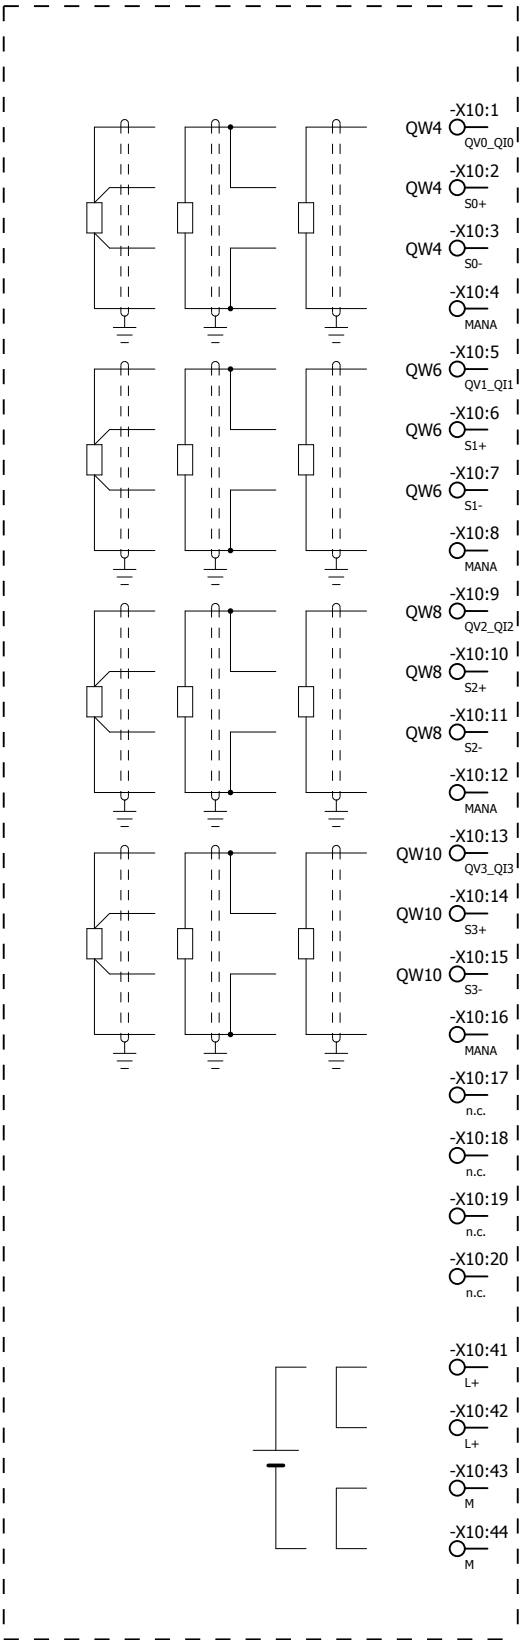 -X10:1
QW4
QV0_QI0
-X10:2
QW4
S0+
-X10:3
QW4
S0-
-X10:4
MANA
-X10:5
QW6
QV1_QI1
-X10:6
QW6
S1+
-X10:7
QW6
S1-
-X10:8
MANA
-X10:9
QW8
QV2_QI2
-X10:10
QW8
S2+
-X10:11
QW8
S2-
-X10:12
MANA
-X10:13
QW10
QV3_QI3
-X10:14
QW10
S3+
-X10:15
QW10
S3-
-X10:16
MANA
-X10:17
n.c.
-X10:18
n.c.
-X10:19
n.c.
-X10:20
n.c.
-X10:41
L+
-X10:42
L+
-X10:43
M
-X10:44
M